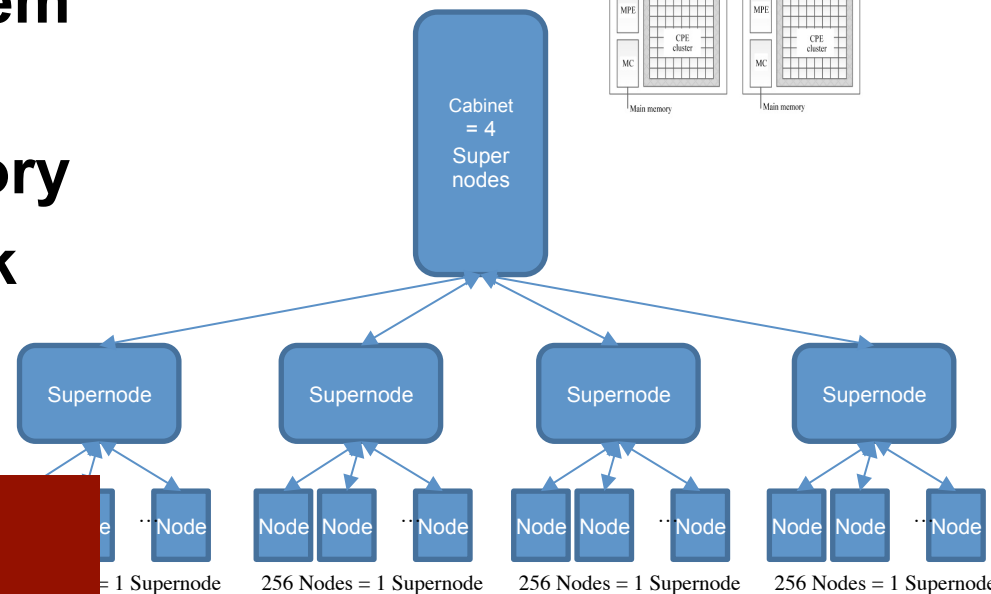 MPE
MPE
CPE
cluster
CPE
cluster
MC
MC
Main memory
Main memory
Cabinet
= 4
Super
nodes
k
Supernode
Supernode
Supernode
Supernode
…Node
Node
Node
…Node
Node
Node
…Node
Node
Node
…Node
= 1 Supernode
256 Nodes = 1 Supernode
256 Nodes = 1 Supernode
256 Nodes = 1 Supernode